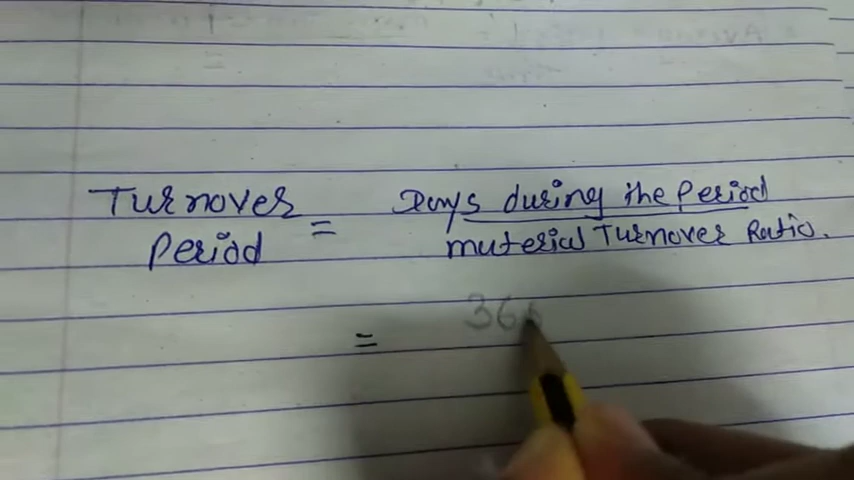 Turnover = Days during the Period
Period material Turnover Ratio.
= 36